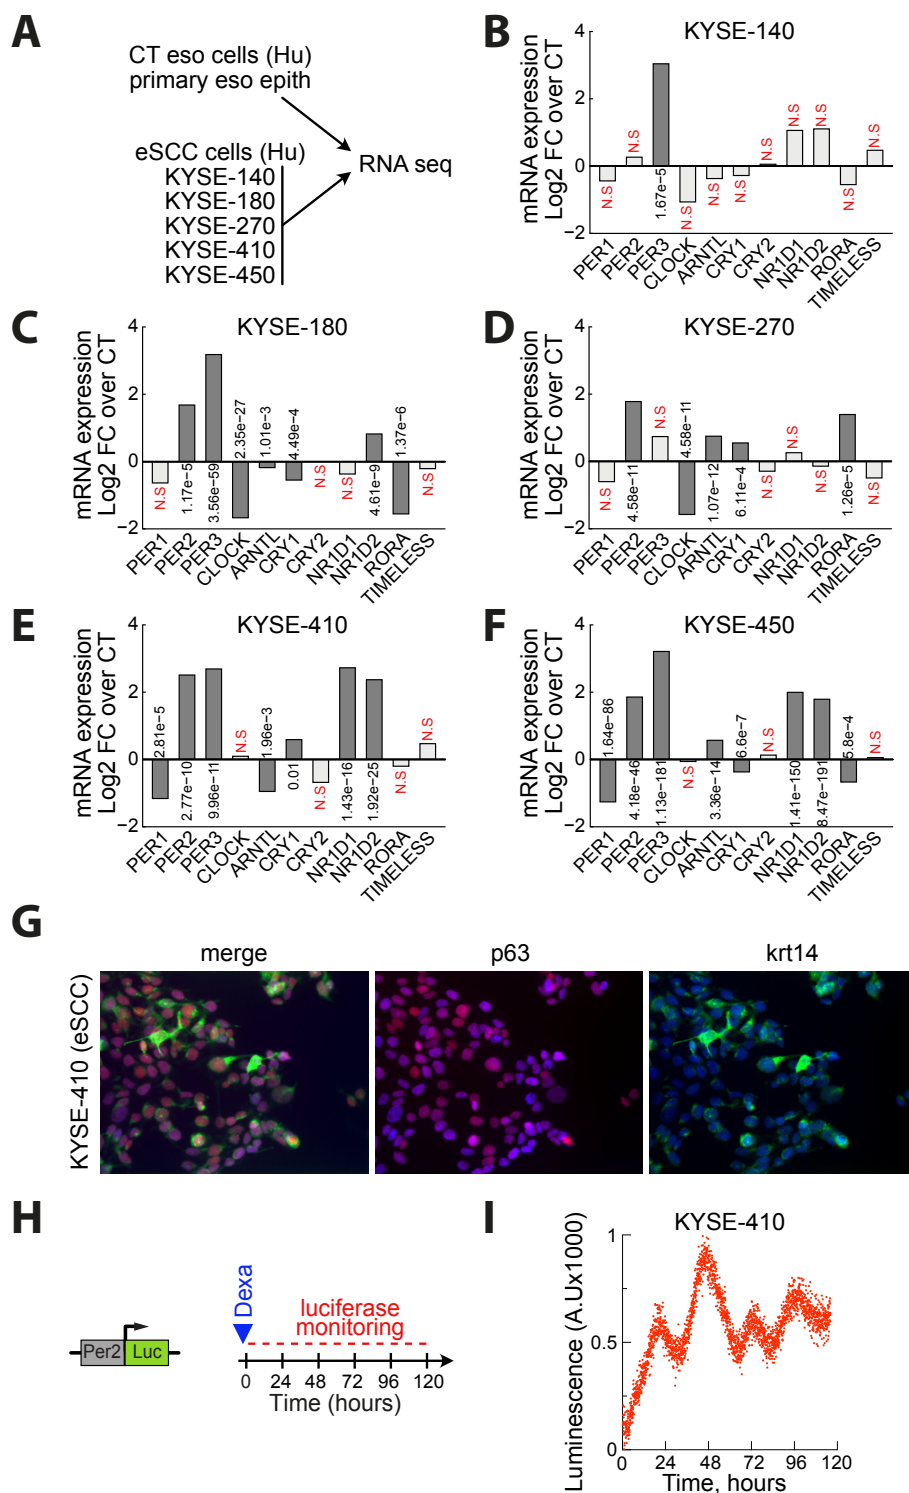 A
CT eso cells (Hu)
primary eso epith
eSCC cells (Hu)
KYSE-140
KYSE-180
KYSE-270
KYSE-410
KYSE-450
RNA seq
B
KYSE-140
mRNA expression
Log2 FC over CT
4
2
0
−2
N.S
N.S
1.67e−5
N.S
N.S
N.S
N.S
N.S
N.S
N.S
N.S
PER1
PER2
PER3
CLOCK
ARNTL
CRY1
CRY2
NR1D1
NR1D2
RORA
TIMELESS
C
KYSE-180
mRNA expression
Log2 FC over CT
4
2
0
−2
N.S
1.17e−5
3.56e−59
2.35e−27
1.01e−3
4.49e−4
N.S
N.S
4.61e−9
1.37e−6
N.S
PER1
PER2
PER3
CLOCK
ARNTL
CRY1
CRY2
NR1D1
NR1D2
RORA
TIMELESS
D
KYSE-270
mRNA expression
Log2 FC over CT
4
2
0
−2
N.S
4.58e−11
N.S
4.58e−11
1.07e−12
6.11e−4
N.S
N.S
N.S
1.26e−5
N.S
PER1
PER2
PER3
CLOCK
ARNTL
CRY1
CRY2
NR1D1
NR1D2
RORA
TIMELESS
E
KYSE-410
mRNA expression
Log2 FC over CT
4
2
0
−2
2.81e−5
2.77e−10
9.96e−11
N.S
1.96e−3
0.01
N.S
1.43e−16
1.92e−25
N.S
N.S
PER1
PER2
PER3
CLOCK
ARNTL
CRY1
CRY2
NR1D1
NR1D2
RORA
TIMELESS
F
KYSE-450
mRNA expression
Log2 FC over CT
4
2
0
−2
1.64e−86
4.18e−46
1.13e−181
N.S
3.36e−14
6.6e−7
N.S
1.41e−150
8.47e−191
5.8e−4
N.S
PER1
PER2
PER3
CLOCK
ARNTL
CRY1
CRY2
NR1D1
NR1D2
RORA
TIMELESS
G
merge
p63
krt14
KYSE-410 (eSCC)
H
Per2
Luc
Dexa
luciferase
monitoring
0 24 48 72 96 120
Time (hours)
I
KYSE-410
Luminescence (A.Ux1000)
1
0.5
0
0 24 48 72 96 120
Time, hours